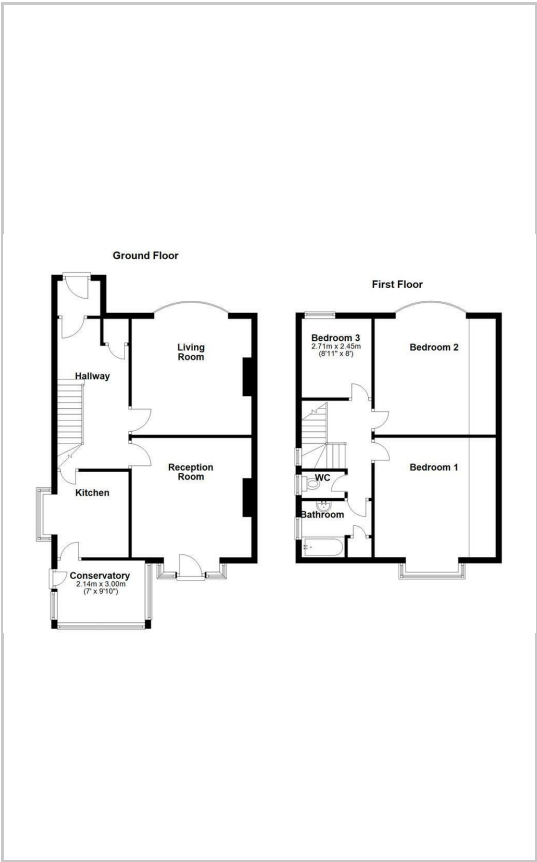 Ground Floor
Living
Room
Hallway
Reception
Room
Kitchen
Conservatory
2.14m x 3.00m
(7' x 9'10")
First Floor
Bedroom 3
2.71m x 2.45m
(8'11" x 8')
Bedroom 2
Bedroom 1
WC
Bathroom